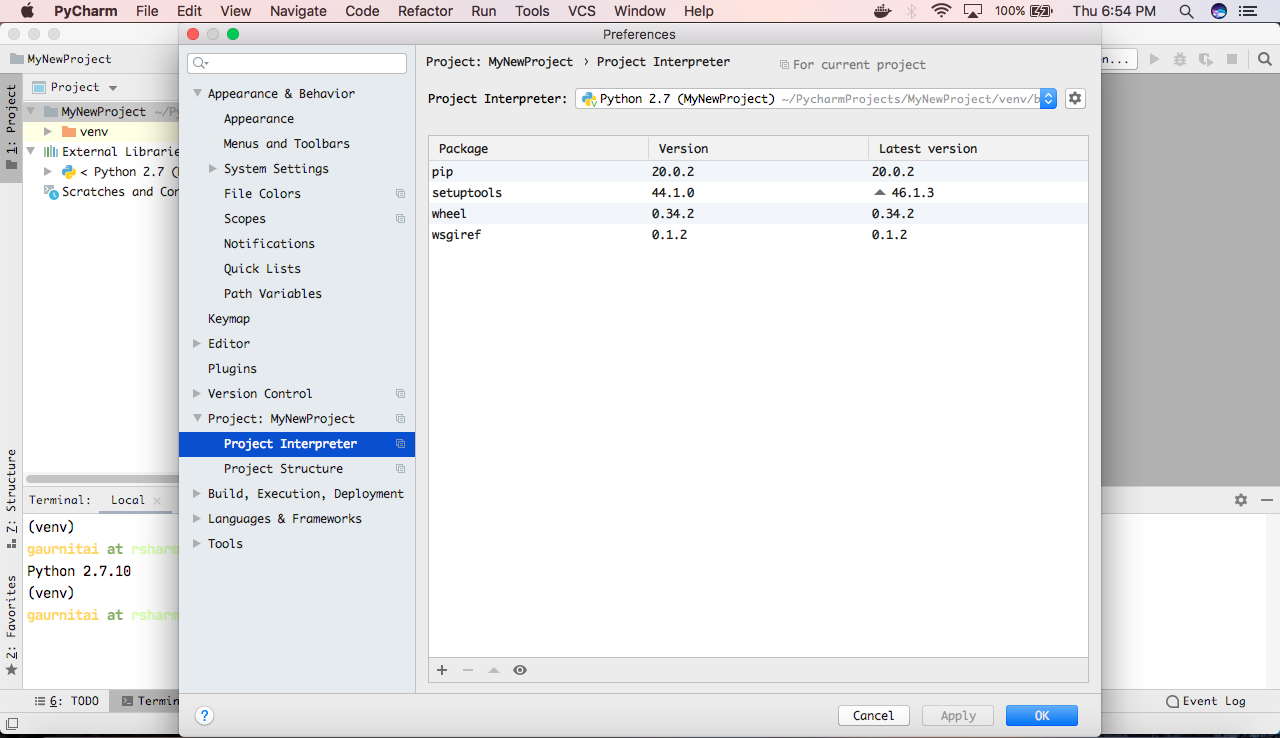 PyCharm File Edit View Navigate Code Refactor Run Tools VCS Window Help 100% Thu 6:54 PM
Preferences
MyNewProject
Project
MyNewProject ~/Py
venv
External Librarie
< Python 2.7 (
Scratches and Con
1: Project
Z: Structure
2: Favorites
Appearance & Behavior
Appearance
Menus and Toolbars
System Settings
File Colors
Scopes
Notifications
Quick Lists
Path Variables
Keymap
Editor
Plugins
Version Control
Project: MyNewProject
Project Interpreter
Project Structure
Build, Execution, Deployment
Languages & Frameworks
Tools
Project: MyNewProject › Project Interpreter For current project
Project Interpreter: Python 2.7 (MyNewProject) ~/PycharmProjects/MyNewProject/venv/b
Package Version Latest version
pip 20.0.2 20.0.2
setuptools 44.1.0 46.1.3
wheel 0.34.2 0.34.2
wsgiref 0.1.2 0.1.2
n...
Terminal: Local
(venv)
gaurnitai at rsharm
Python 2.7.10
(venv)
gaurnitai at rsharm
? Cancel Apply OK
6: TODO Termin
Event Log